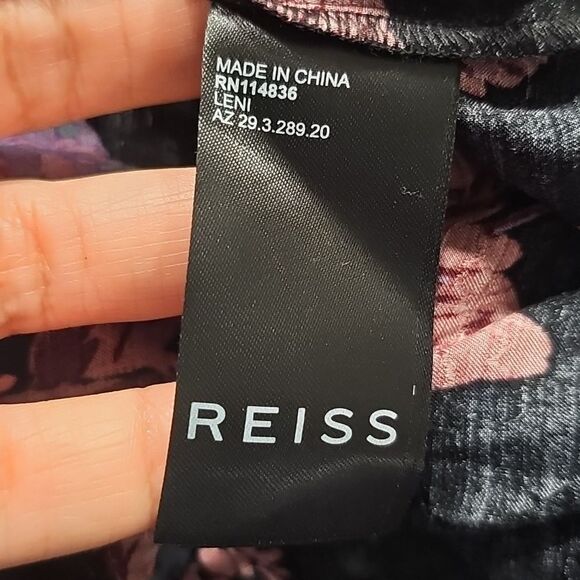 MADE IN CHINA
RN114836
LENI
AZ 29.3.289.20
REISS